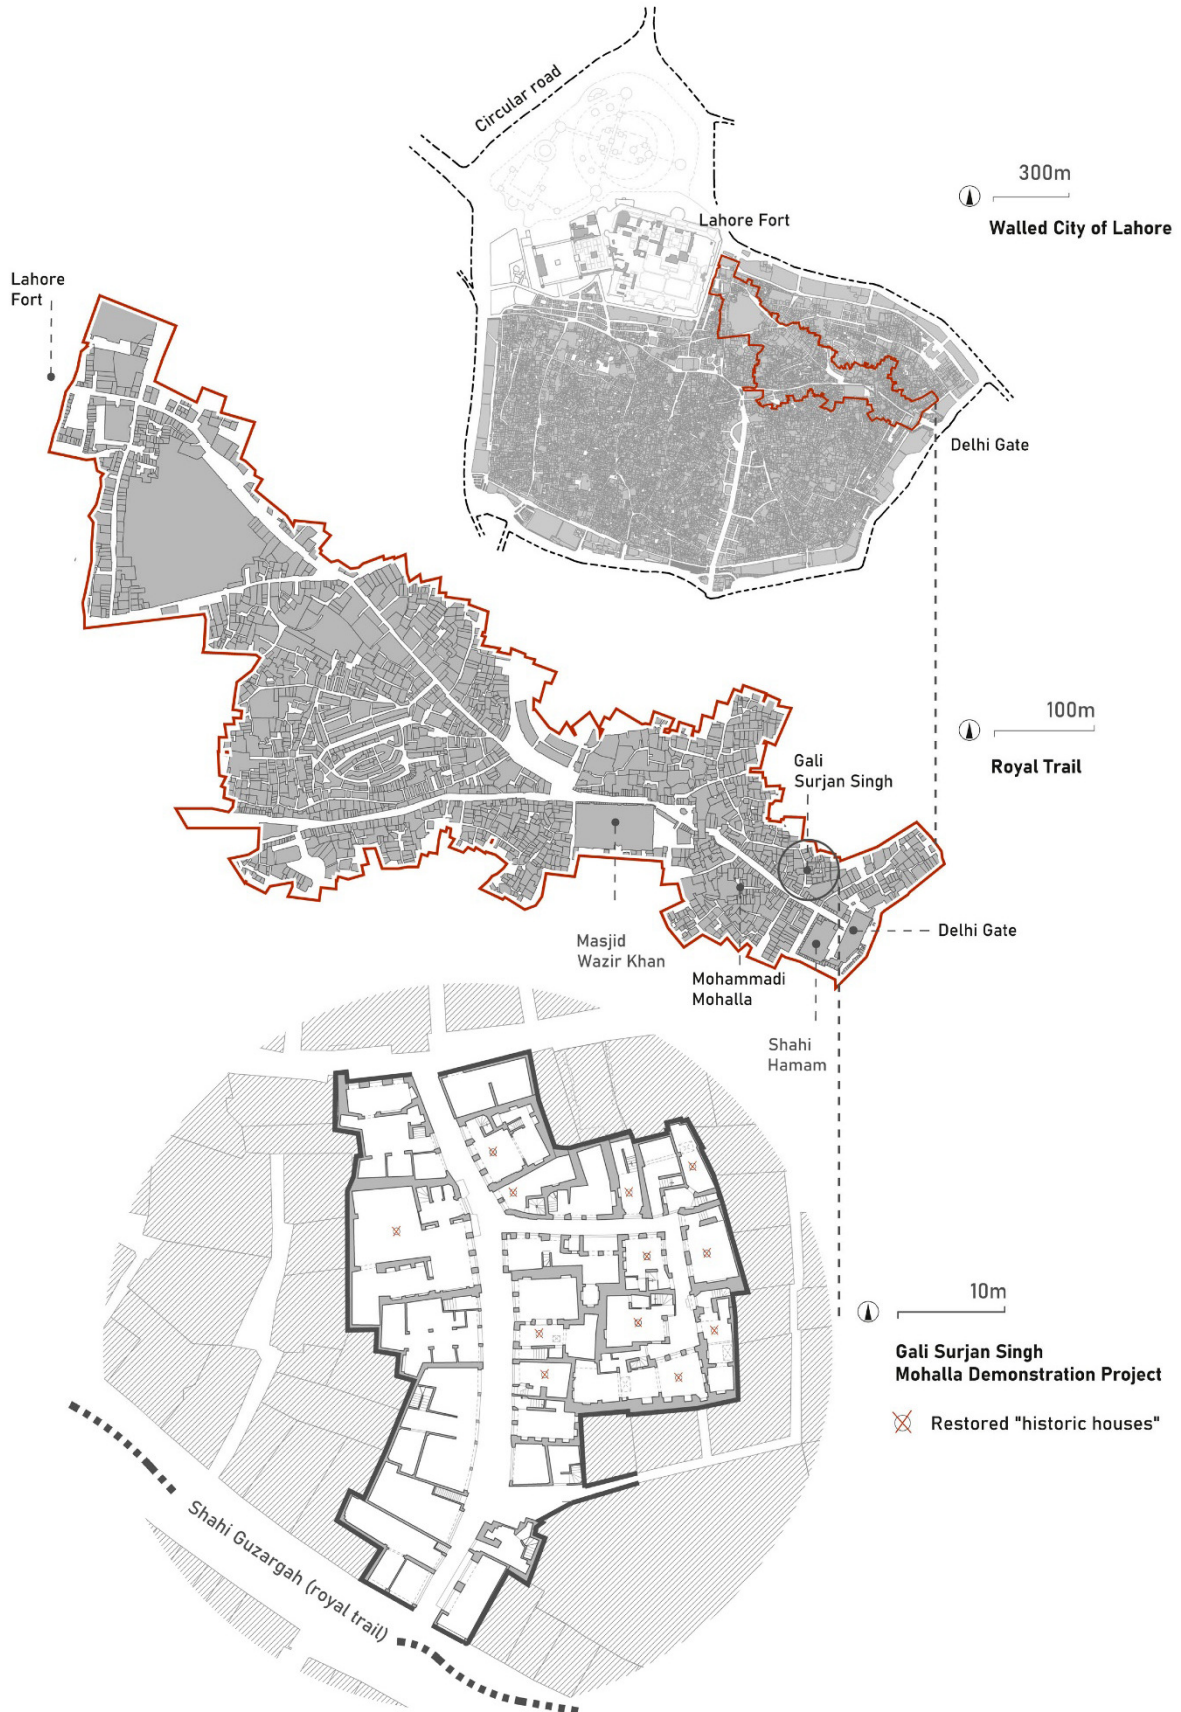 Circular road
300m
Walled City of Lahore
Lahore Fort
Lahore
Fort
Delhi Gate
100m
Royal Trail
Gali
Surjan Singh
Delhi Gate
Masjid
Wazir Khan
Mohammadi
Mohalla
Shahi
Hamam
10m
Gali Surjan Singh
Mohalla Demonstration Project
Restored "historic houses"
Shahi Guzargah (royal trail)